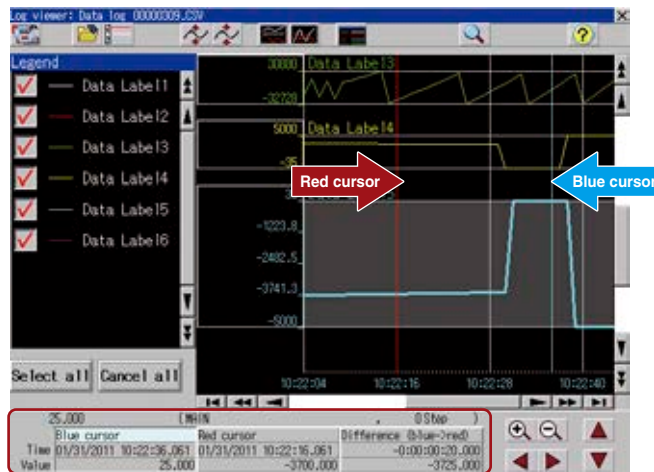 Log viewer: Data log 00000309.CSV
Legend
Data Label1
Data Label2
Data Label3
Data Label4
Data Label5
Data Label6
Select all
Cancel all
30000
Data Label3
-32728
5000
Data Label4
-35
Red cursor
Blue cursor
-1223.8
-2482.5
-3741.3
-5000
10:22:04
10:22:16
10:22:28
10:22:40
25.000 (MAIN , 0Step )
Blue cursor Red cursor Difference (blue->red)
Time 01/31/2011 10:22:36.061 01/31/2011 10:22:16.061 -0:00:00:20.000
Value 25.000 -3700.000 -3725.000